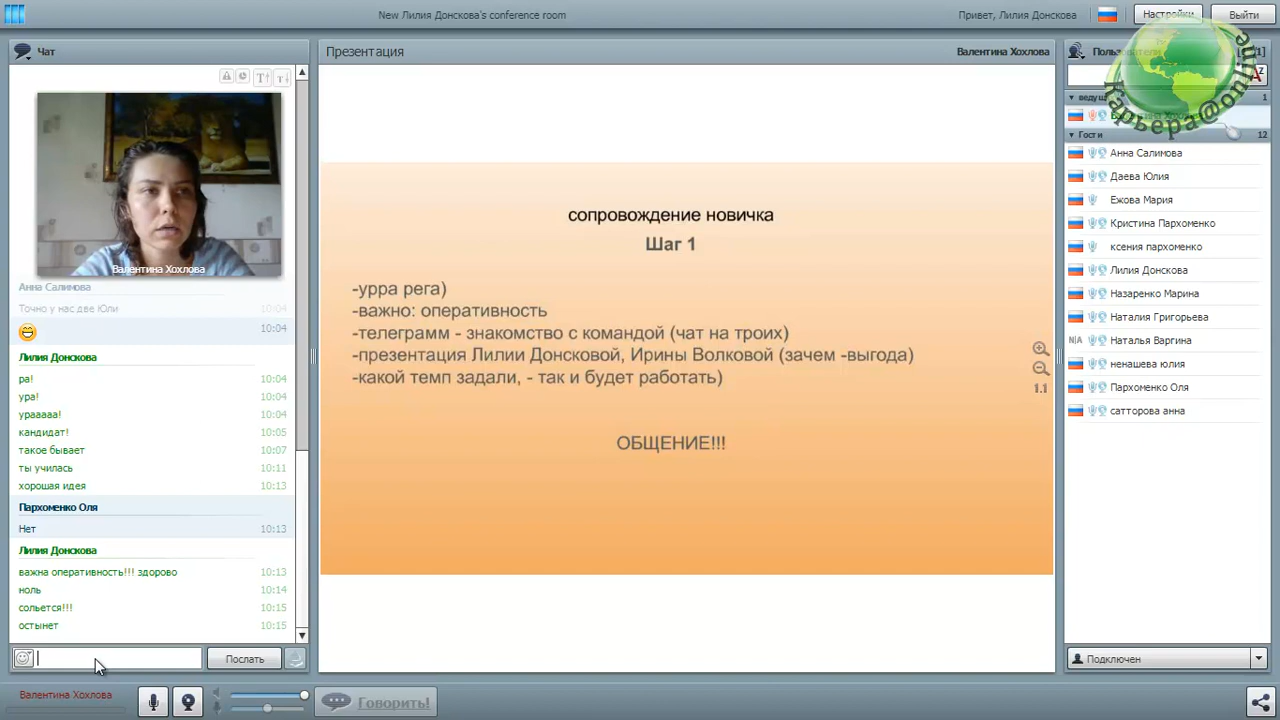 New Лилия Донскова's conference room
Привет, Лилия Донскова
Настройки
Выйти
Чат
Валентина Хохлова
Анна Салимова
Точно у нас две Юли 10:04
10:04
Лилия Донскова
ра! 10:04
ура! 10:04
урааааа! 10:04
кандидат! 10:05
такое бывает 10:07
ты училась 10:11
хорошая идея 10:13
Пархоменко Оля
Нет 10:13
Лилия Донскова
важна оперативность!!! здорово 10:13
ноль 10:14
сольется!!! 10:15
остынет 10:15
Послать
Валентина Хохлова
Презентация
Валентина Хохлова
сопровождение новичка
Шаг 1
-урра рега)
-важно: оперативность
-телеграмм - знакомство с командой (чат на троих)
-презентация Лилии Донсковой, Ирины Волковой (зачем -выгода)
-какой темп задали, - так и будет работать)
ОБЩЕНИЕ!!!
1.1
Говорить!
Карьера@online
1
Гости 12
Анна Салимова
Даева Юлия
Ежова Мария
Кристина Пархоменко
ксения пархоменко
Лилия Донскова
Назаренко Марина
Наталия Григорьева
N/A Наталья Варгина
ненашева юлия
Пархоменко Оля
сатторова анна
Подключен